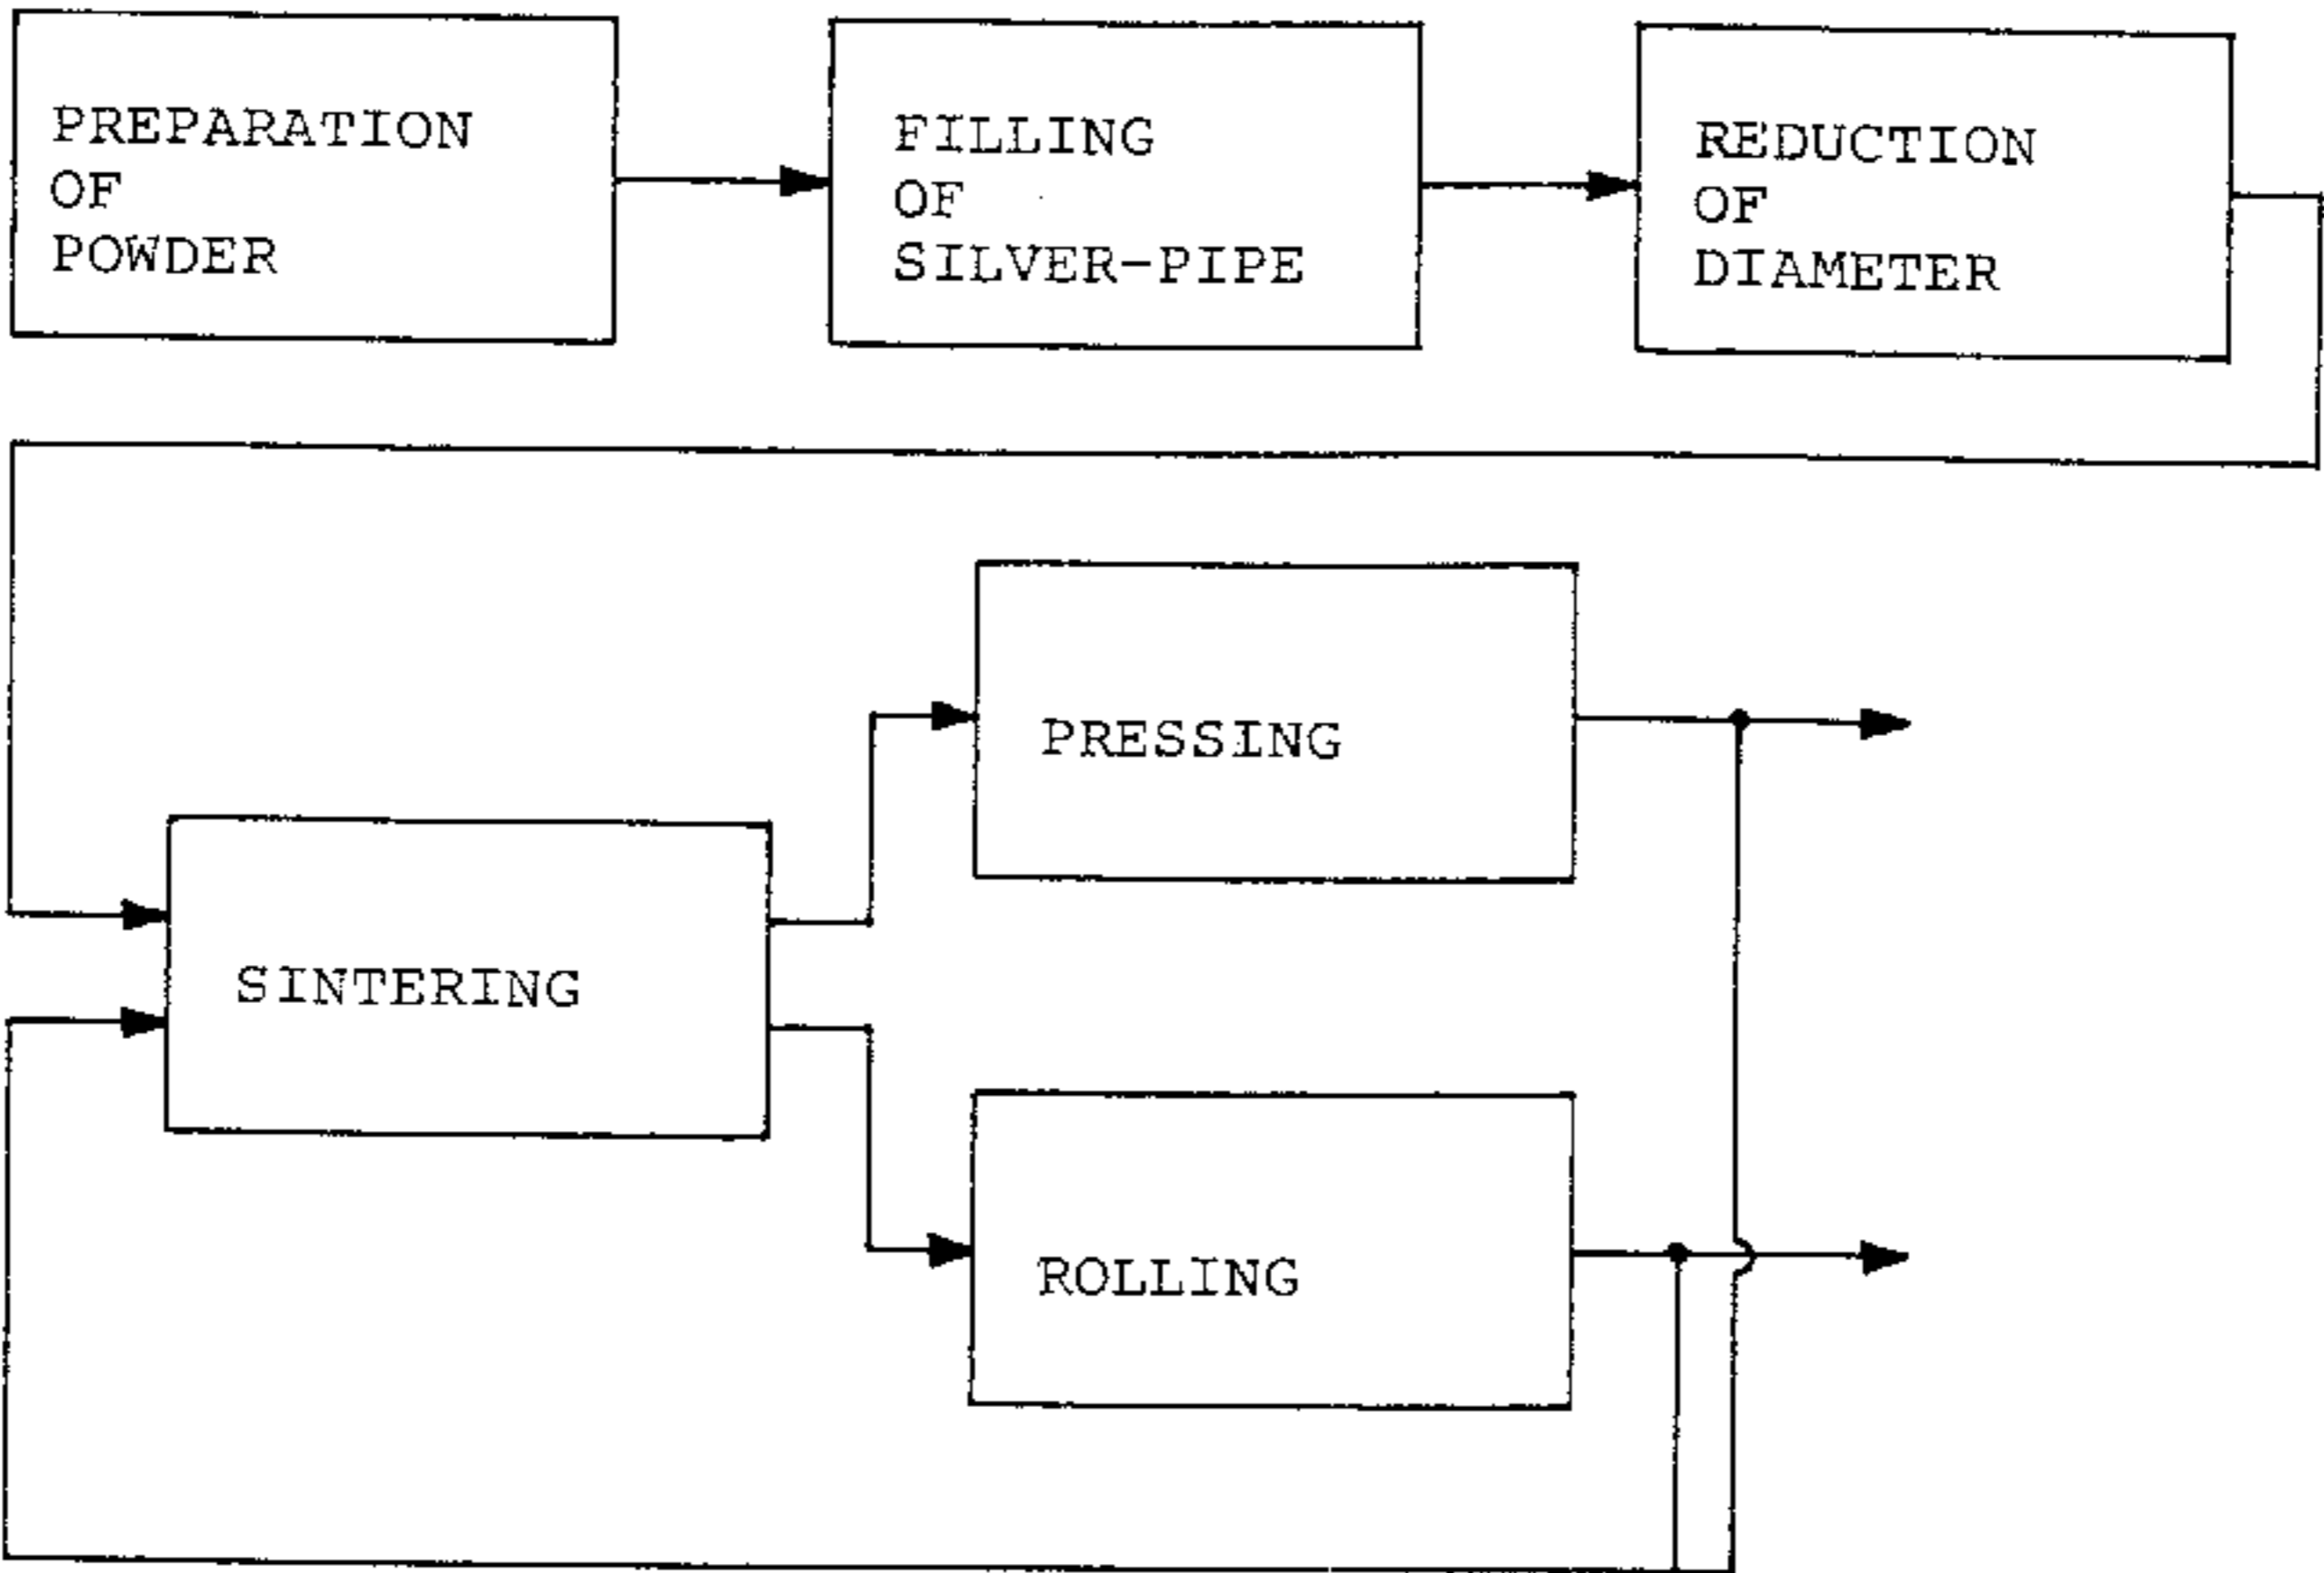 PREPARATION
OF
POWDER
FILLING
OF
SILVER-PIPE
REDUCTION
OF
DIAMETER
PRESSING
SINTERING
ROLLING